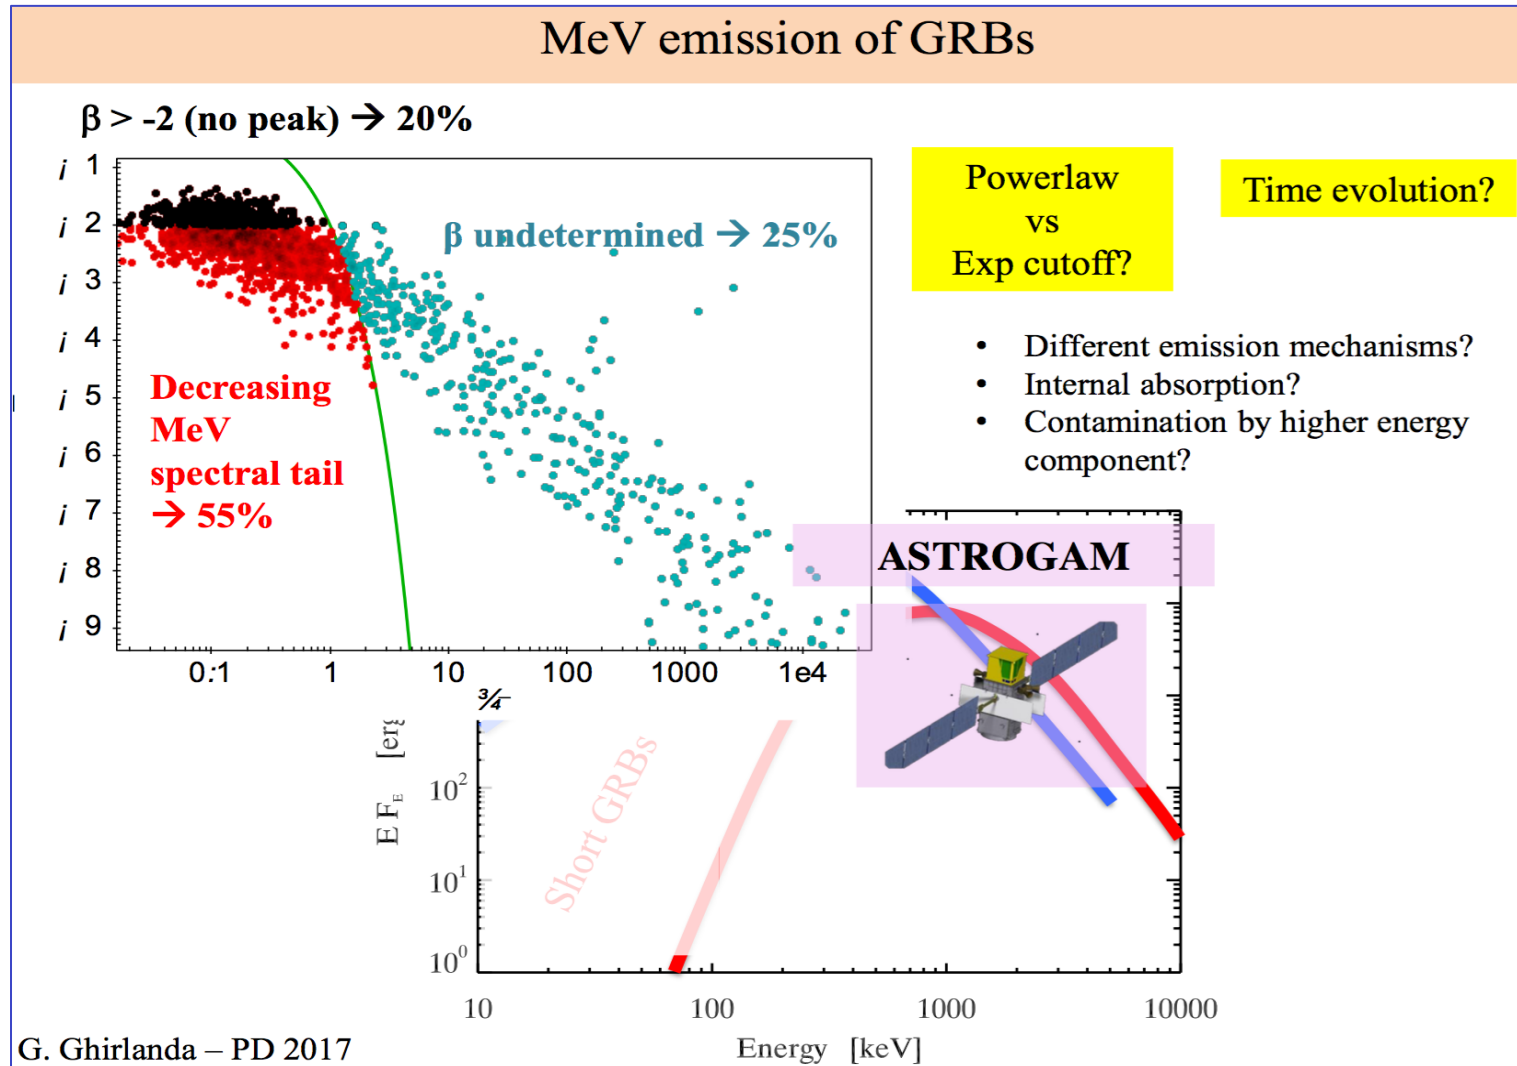 MeV emission of GRBs
β > -2 (no peak) → 20%
¡ 1
¡ 2
¡ 3
¡ 4
¡ 5
¡ 6
¡ 7
¡ 8
¡ 9
β undetermined → 25%
Decreasing
MeV
spectral tail
→ 55%
0.1
1
10
100
1000
1e4
¾
Powerlaw
vs
Exp cutoff?
Time evolution?
• Different emission mechanisms?
• Internal absorption?
• Contamination by higher energy
component?
ASTROGAM
E F_E [erg
10²
10¹
10⁰
Short GRBs
10
100
1000
10000
Energy [keV]
G. Ghirlanda – PD 2017